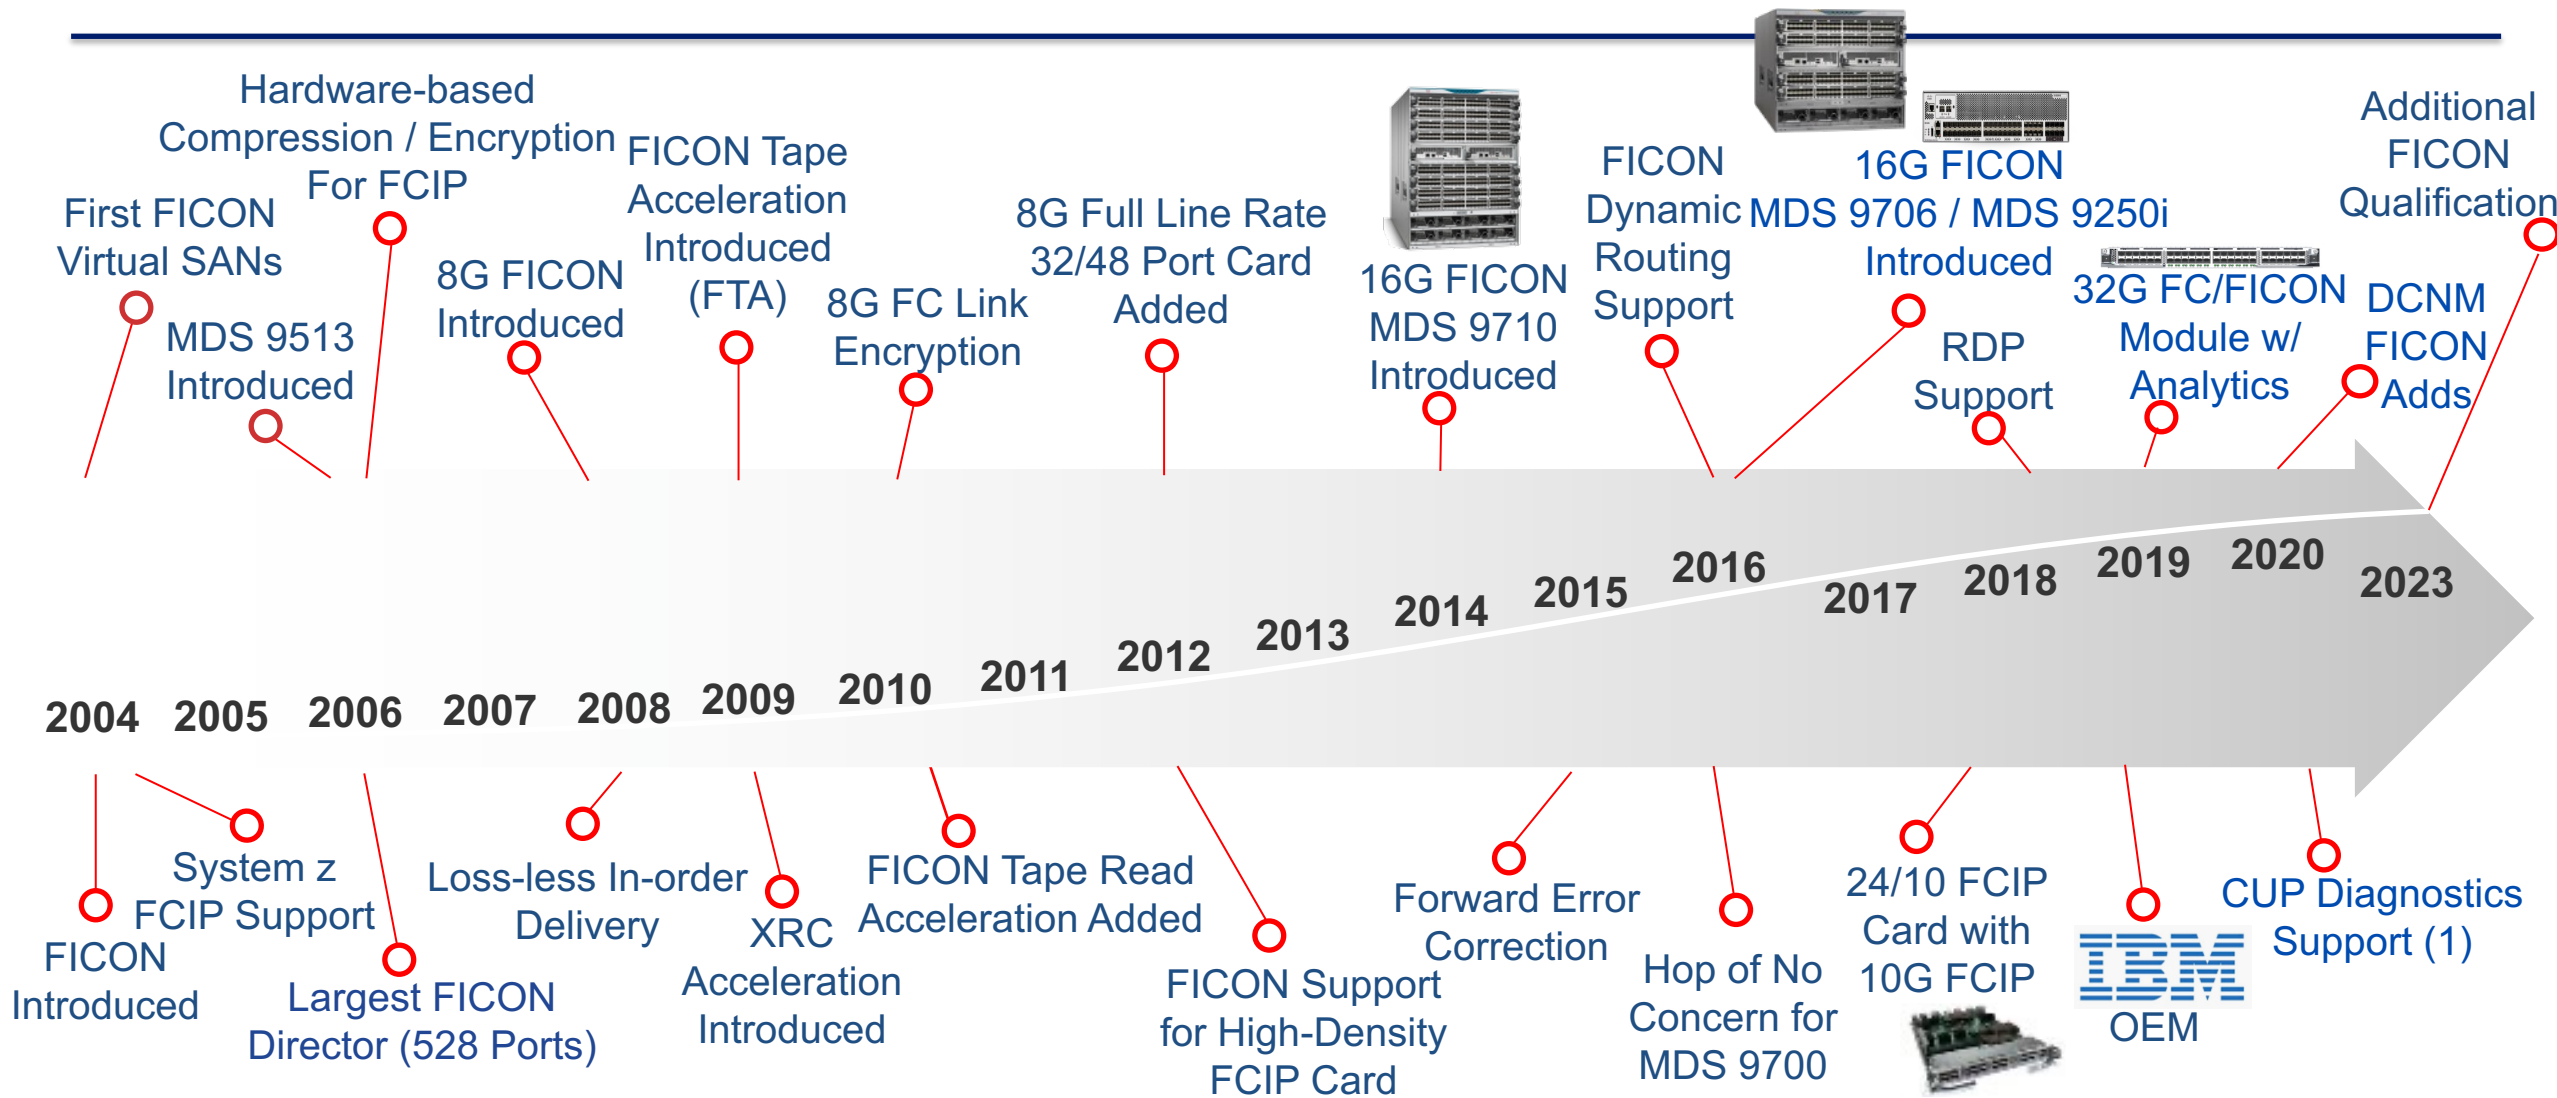 Hardware-based
Compression / Encryption
For FCIP
First FICON
Virtual SANs
MDS 9513
Introduced
8G FICON
Introduced
FICON Tape
Acceleration
Introduced
(FTA)
8G FC Link
Encryption
8G Full Line Rate
32/48 Port Card
Added
16G FICON
MDS 9710
Introduced
FICON
Dynamic
Routing
Support
16G FICON
MDS 9706 / MDS 9250i
Introduced
RDP
Support
32G FC/FICON
Module w/
Analytics
DCNM
FICON
Adds
Additional
FICON
Qualification
2004
2005
2006
2007
2008
2009
2010
2011
2012
2013
2014
2015
2016
2017
2018
2019
2020
2023
FICON
Introduced
System z
FCIP Support
Largest FICON
Director (528 Ports)
Loss-less In-order
Delivery
XRC
Acceleration
Introduced
FICON Tape Read
Acceleration Added
FICON Support
for High-Density
FCIP Card
Forward Error
Correction
Hop of No
Concern for
MDS 9700
24/10 FCIP
Card with
10G FCIP
IBM
OEM
CUP Diagnostics
Support (1)